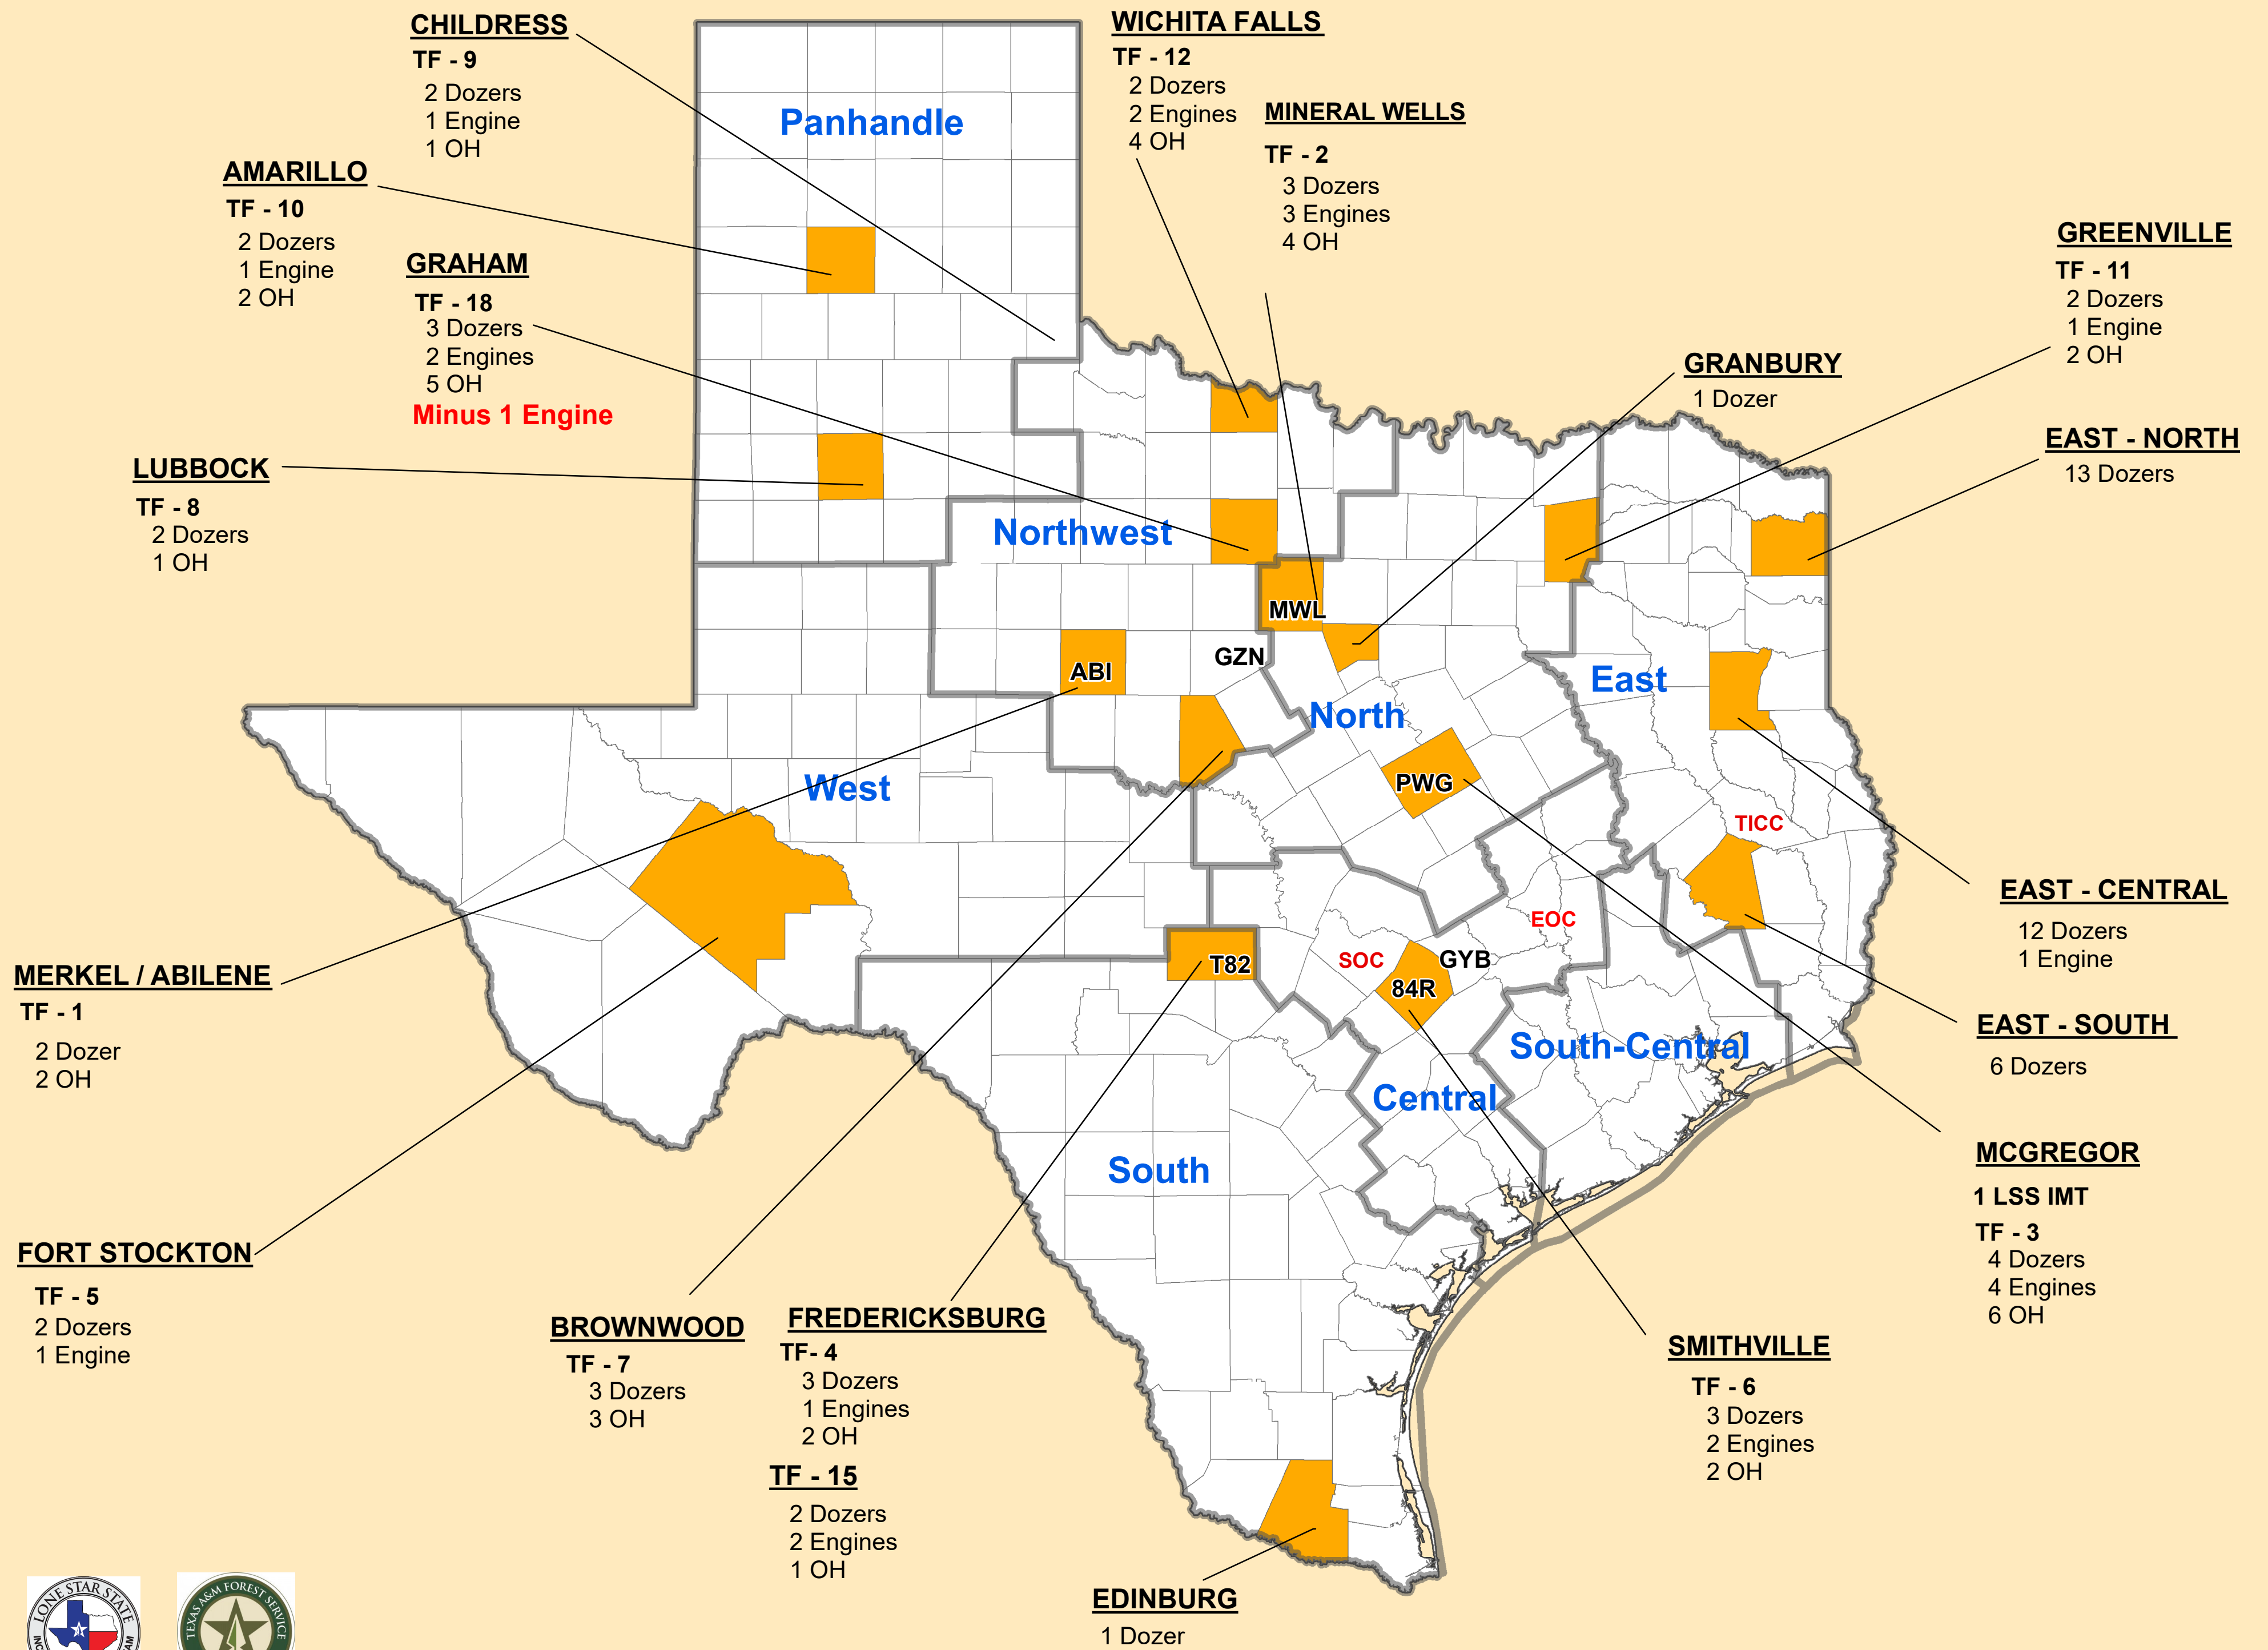 CHILDRESS
TF - 9
2 Dozers
1 Engine
1 OH
WICHITA FALLS
TF - 12
2 Dozers
2 Engines
4 OH
MINERAL WELLS
TF - 2
3 Dozers
3 Engines
4 OH
Panhandle
AMARILLO
TF - 10
2 Dozers
1 Engine
2 OH
GRAHAM
TF - 18
3 Dozers
2 Engines
5 OH
Minus 1 Engine
GREENVILLE
TF - 11
2 Dozers
1 Engine
2 OH
GRANBURY
1 Dozer
EAST - NORTH
13 Dozers
LUBBOCK
TF - 8
2 Dozers
1 OH
Northwest
MWL
GZN
ABI
East
North
West
PWG
TICC
EAST - CENTRAL
12 Dozers
1 Engine
EOC
SOC
GYB
T82
84R
MERKEL / ABILENE
TF - 1
2 Dozer
2 OH
EAST - SOUTH
6 Dozers
South-Central
Central
South
MCGREGOR
1 LSS IMT
TF - 3
4 Dozers
4 Engines
6 OH
FORT STOCKTON
TF - 5
2 Dozers
1 Engine
BROWNWOOD
TF - 7
3 Dozers
3 OH
FREDERICKSBURG
TF- 4
3 Dozers
1 Engines
2 OH
TF - 15
2 Dozers
2 Engines
1 OH
SMITHVILLE
TF - 6
3 Dozers
2 Engines
2 OH
EDINBURG
1 Dozer
LONE STAR STATE
TEXAS A&M FOREST SERVICE